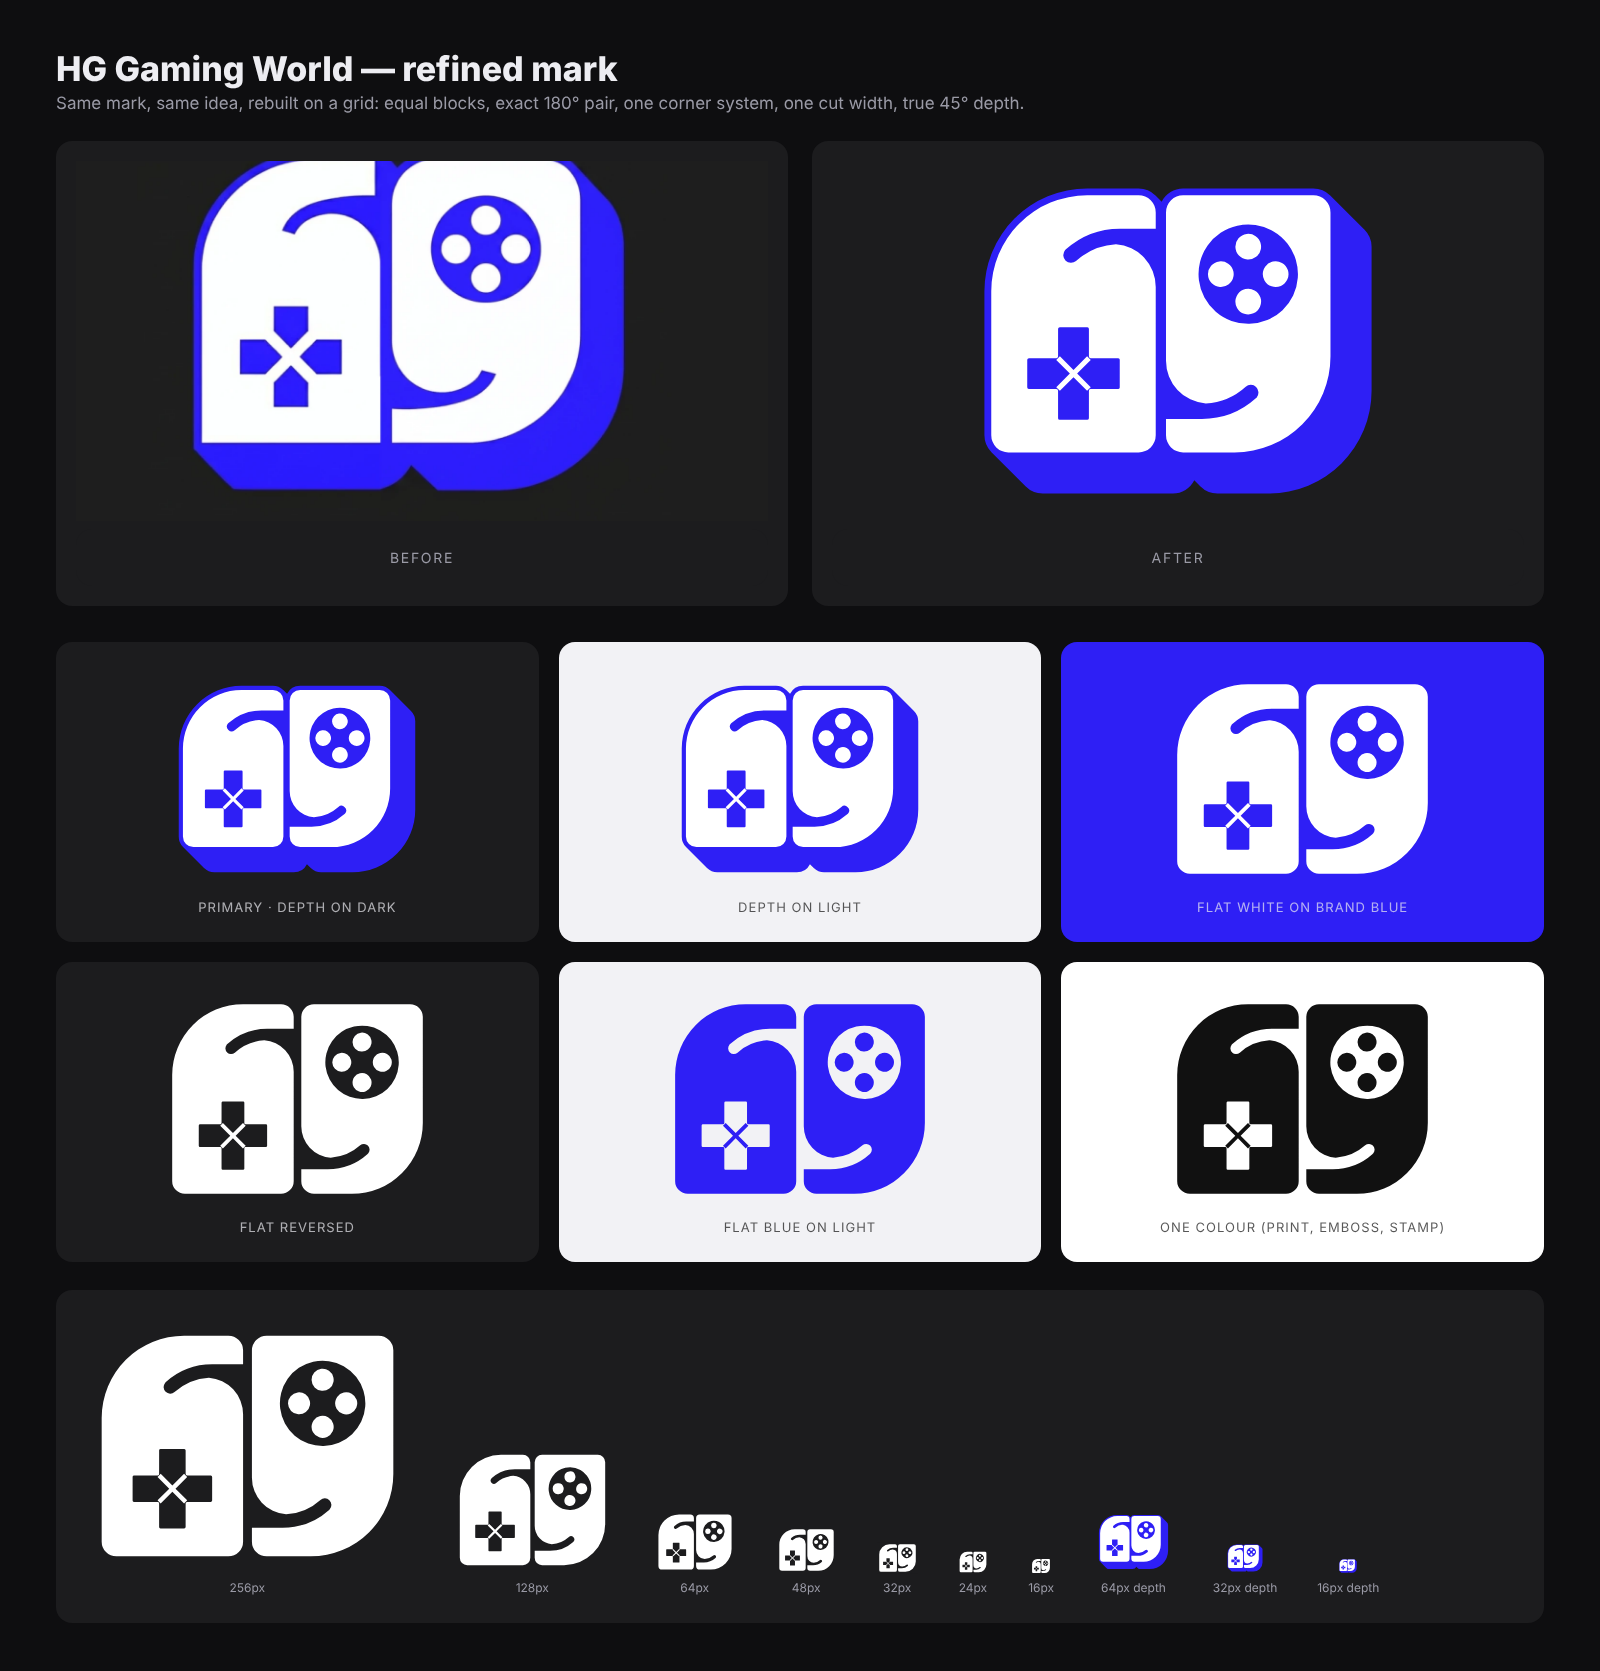 HG Gaming World — refined mark
Same mark, same idea, rebuilt on a grid: equal blocks, exact 180° pair, one corner system, one cut width, true 45° depth.
BEFORE
AFTER
PRIMARY · DEPTH ON DARK
DEPTH ON LIGHT
FLAT WHITE ON BRAND BLUE
FLAT REVERSED
FLAT BLUE ON LIGHT
ONE COLOUR (PRINT, EMBOSS, STAMP)
256px
128px
64px
48px
32px
24px
16px
64px depth
32px depth
16px depth